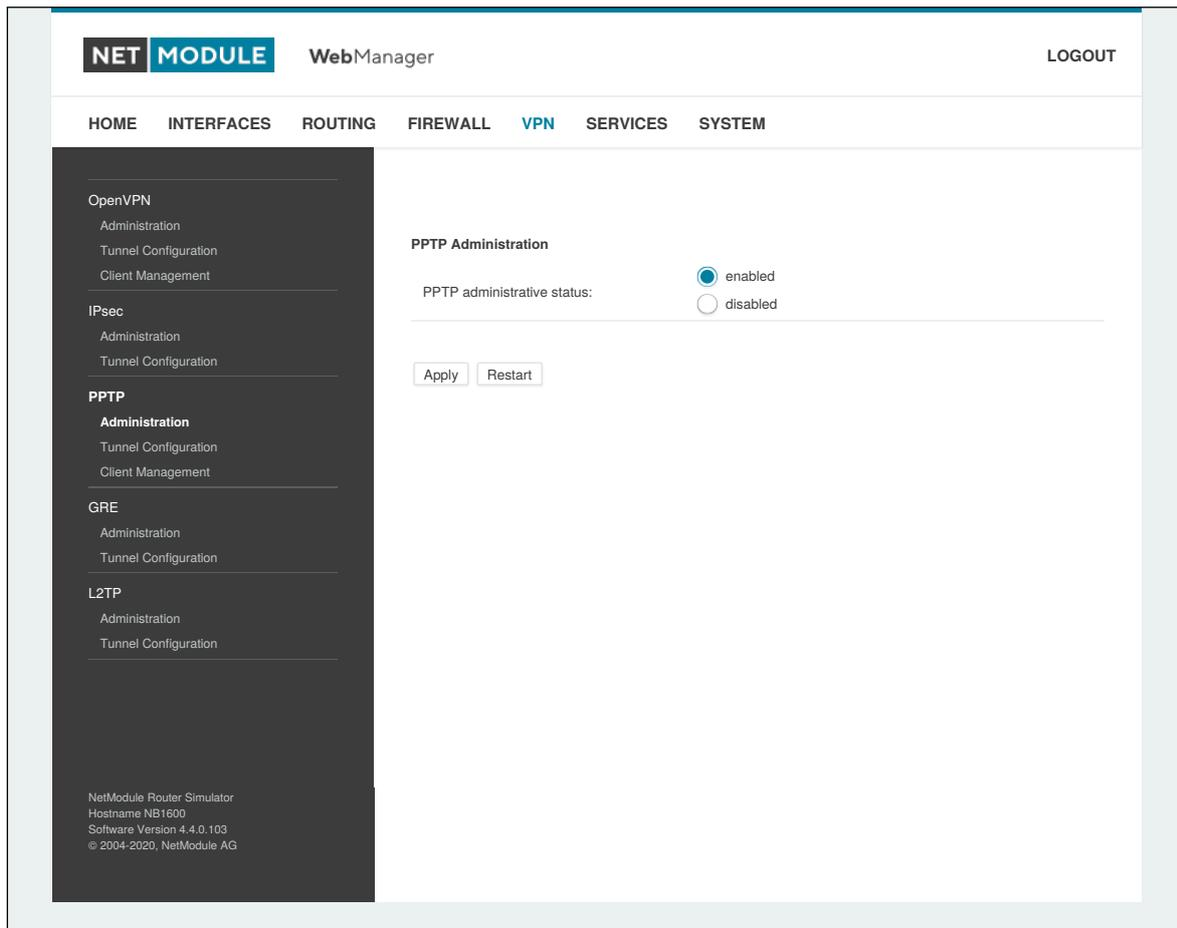 NET MODULE WebManager LOGOUT
HOME INTERFACES ROUTING FIREWALL VPN SERVICES SYSTEM
OpenVPN
Administration
Tunnel Configuration
Client Management
IPsec
Administration
Tunnel Configuration
PPTP
Administration
Tunnel Configuration
Client Management
GRE
Administration
Tunnel Configuration
L2TP
Administration
Tunnel Configuration
NetModule Router Simulator
Hostname NB1600
Software Version 4.4.0.103
© 2004-2020, NetModule AG
PPTP Administration
PPTP administrative status:
enabled
disabled
Apply Restart